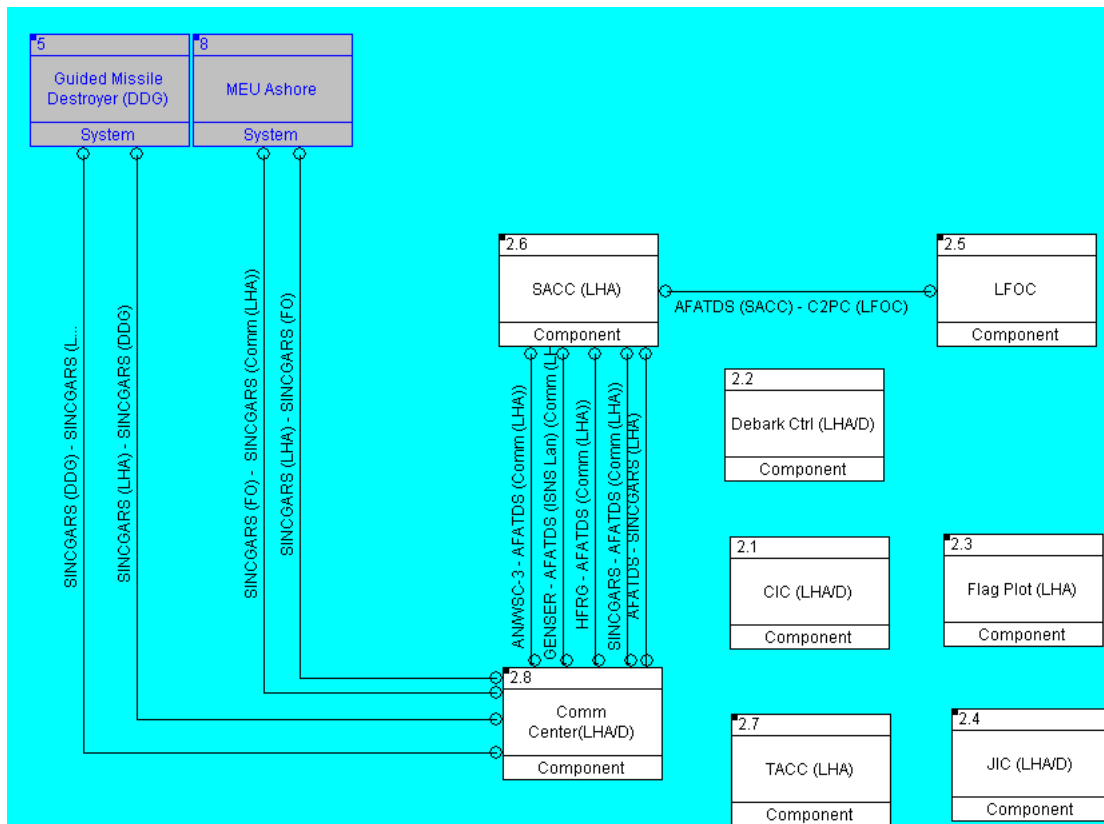 5
Guided Missile
Destroyer (DDG)
System
8
MEU Ashore
System
2.6
SACC (LHA)
Component
AFATDS (SACC) - C2PC (LFOC)
2.5
LFOC
Component
2.2
Debark Ctrl (LHA/D)
Component
SINCGARS (DDG) - SINCGARS (L...
SINCGARS (LHA) - SINCGARS (DDG)
SINCGARS (FO) - SINCGARS (Comm (LHA))
SINCGARS (LHA) - SINCGARS (FO)
AN/WSC-3 - AFATDS (Comm (LHA))
GENSER - AFATDS (ISNS Lan) (Comm (LH
HFRG - AFATDS (Comm (LHA))
SINCGARS - AFATDS (Comm (LHA))
AFATDS - SINCGARS (LHA)
2.1
CIC (LHA/D)
Component
2.3
Flag Plot (LHA)
Component
2.8
Comm
Center(LHA/D)
Component
2.7
TACC (LHA)
Component
2.4
JIC (LHA/D)
Component